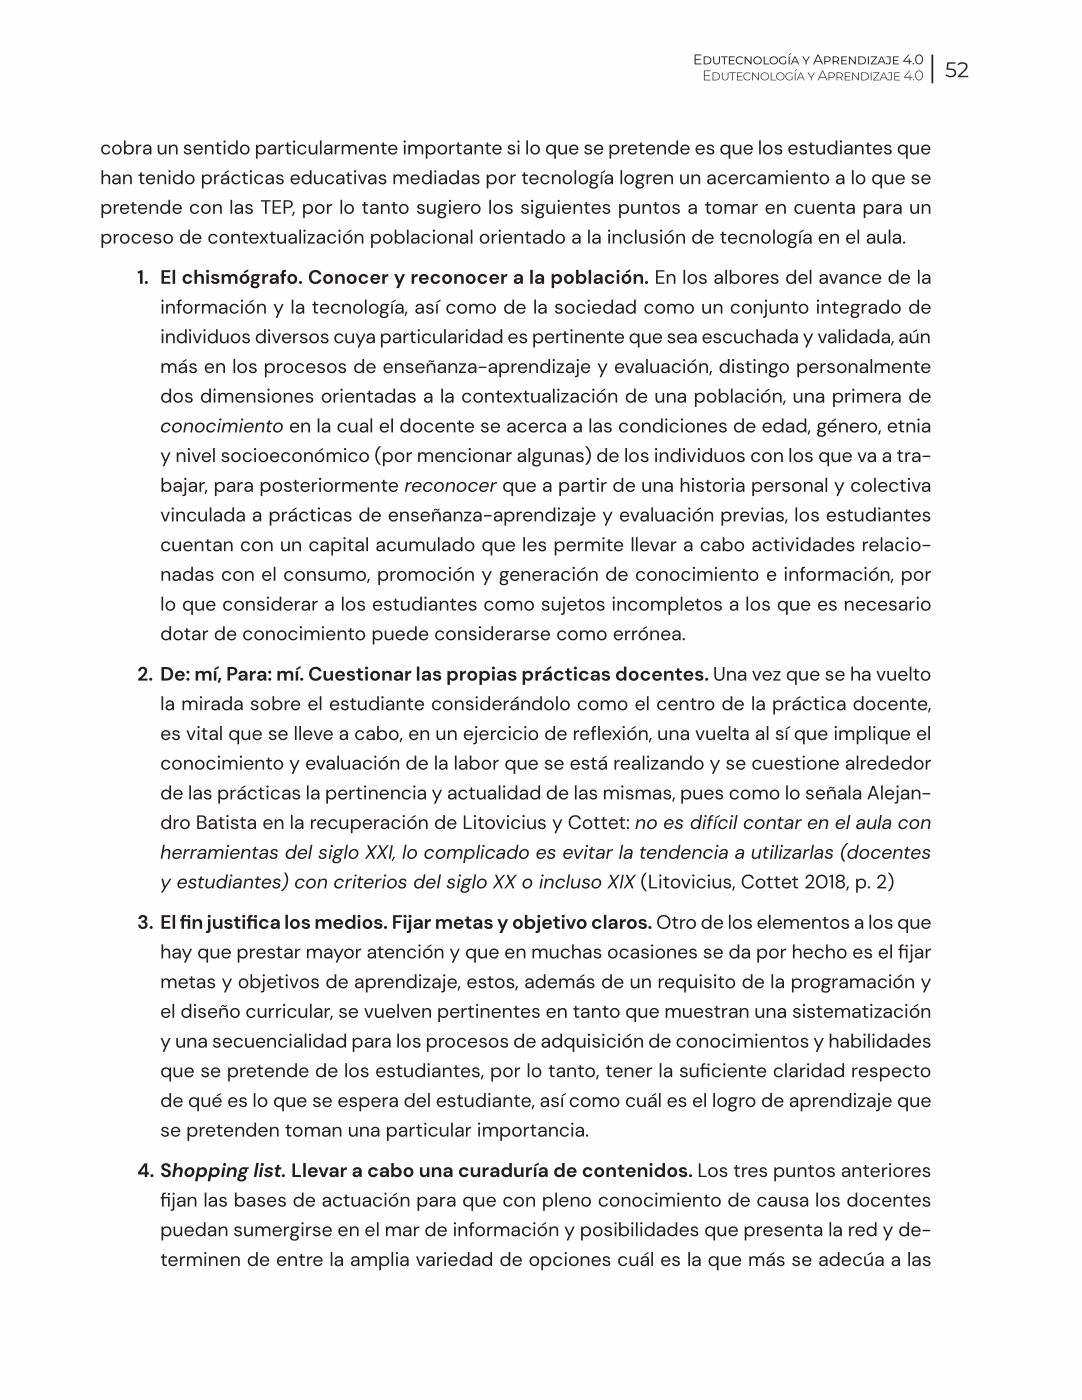 Edutecnología y Aprendizaje 4.0
Edutecnología y Aprendizaje 4.0
52
cobra un sentido particularmente importante si lo que se pretende es que los estudiantes que
han tenido prácticas educativas mediadas por tecnología logren un acercamiento a lo que se
pretende con las TEP, por lo tanto sugiero los siguientes puntos a tomar en cuenta para un
proceso de contextualización poblacional orientado a la inclusión de tecnología en el aula.
1. El chismógrafo. Conocer y reconocer a la población. En los albores del avance de la
información y la tecnología, así como de la sociedad como un conjunto integrado de
individuos diversos cuya particularidad es pertinente que sea escuchada y validada, aún
más en los procesos de enseñanza-aprendizaje y evaluación, distingo personalmente
dos dimensiones orientadas a la contextualización de una población, una primera de
conocimiento en la cual el docente se acerca a las condiciones de edad, género, etnia
y nivel socioeconómico (por mencionar algunas) de los individuos con los que va a tra-
bajar, para posteriormente reconocer que a partir de una historia personal y colectiva
vinculada a prácticas de enseñanza-aprendizaje y evaluación previas, los estudiantes
cuentan con un capital acumulado que les permite llevar a cabo actividades relacio-
nadas con el consumo, promoción y generación de conocimiento e información, por
lo que considerar a los estudiantes como sujetos incompletos a los que es necesario
dotar de conocimiento puede considerarse como errónea.
2. De: mí, Para: mí. Cuestionar las propias prácticas docentes. Una vez que se ha vuelto
la mirada sobre el estudiante considerándolo como el centro de la práctica docente,
es vital que se lleve a cabo, en un ejercicio de reflexión, una vuelta al sí que implique el
conocimiento y evaluación de la labor que se está realizando y se cuestione alrededor
de las prácticas la pertinencia y actualidad de las mismas, pues como lo señala Alejan-
dro Batista en la recuperación de Litovicius y Cottet: no es difícil contar en el aula con
herramientas del siglo XXI, lo complicado es evitar la tendencia a utilizarlas (docentes
y estudiantes) con criterios del siglo XX o incluso XIX (Litovicius, Cottet 2018, p. 2)
3. El fin justifica los medios. Fijar metas y objetivo claros. Otro de los elementos a los que
hay que prestar mayor atención y que en muchas ocasiones se da por hecho es el fijar
metas y objetivos de aprendizaje, estos, además de un requisito de la programación y
el diseño curricular, se vuelven pertinentes en tanto que muestran una sistematización
y una secuencialidad para los procesos de adquisición de conocimientos y habilidades
que se pretende de los estudiantes, por lo tanto, tener la suficiente claridad respecto
de qué es lo que se espera del estudiante, así como cuál es el logro de aprendizaje que
se pretenden toman una particular importancia.
4. Shopping list. Llevar a cabo una curaduría de contenidos. Los tres puntos anteriores
fijan las bases de actuación para que con pleno conocimiento de causa los docentes
puedan sumergirse en el mar de información y posibilidades que presenta la red y de-
terminen de entre la amplia variedad de opciones cuál es la que más se adecúa a las